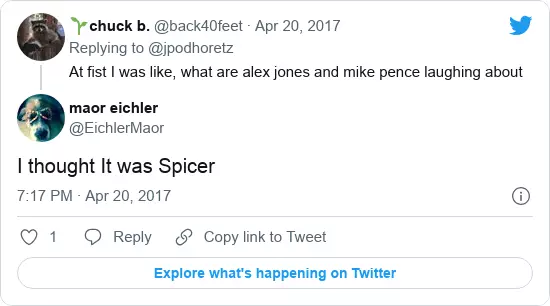 🌱chuck b. @back40feet · Apr 20, 2017
Replying to @jpodhoretz
At fist I was like, what are alex jones and mike pence laughing about
maor eichler
@EichlerMaor
I thought It was Spicer
7:17 PM · Apr 20, 2017
1 Reply Copy link to Tweet
Explore what's happening on Twitter